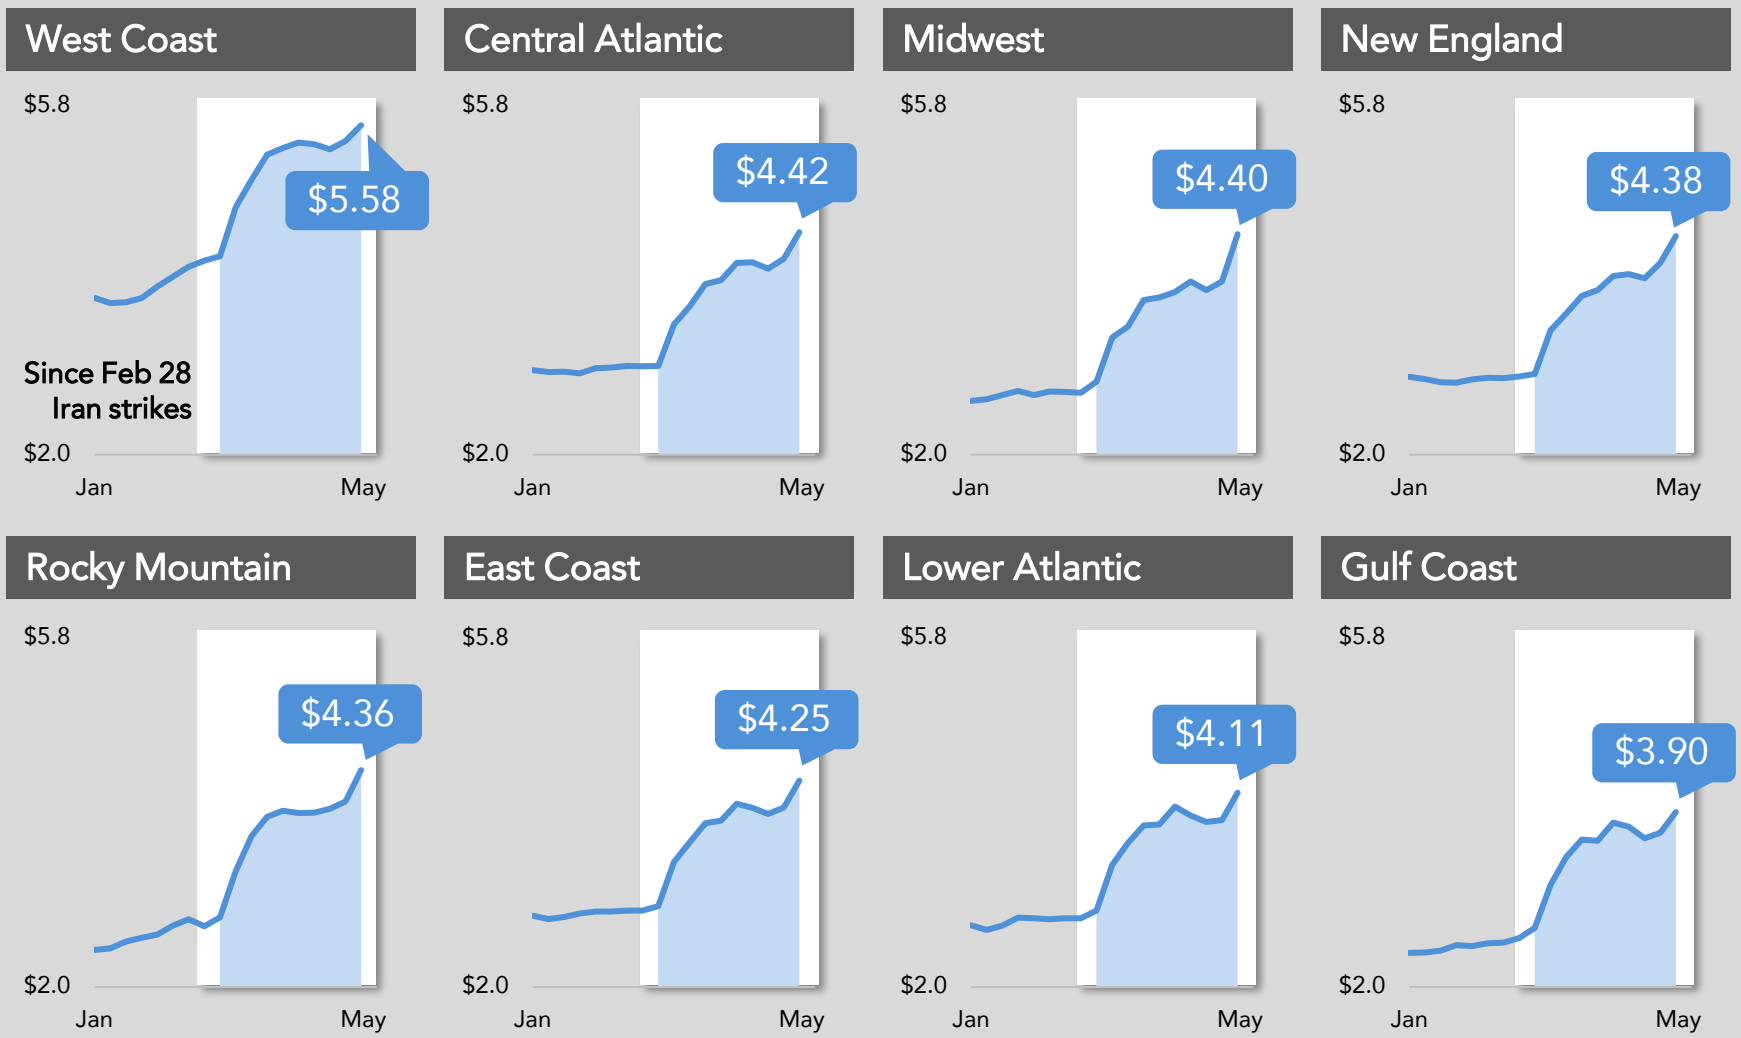 West Coast
$5.8
$5.58
Since Feb 28
Iran strikes
$2.0
Jan
May
Central Atlantic
$5.8
$4.42
$2.0
Jan
May
Midwest
$5.8
$4.40
$2.0
Jan
May
New England
$5.8
$4.38
$2.0
Jan
May
Rocky Mountain
$5.8
$4.36
$2.0
Jan
May
East Coast
$5.8
$4.25
$2.0
Jan
May
Lower Atlantic
$5.8
$4.11
$2.0
Jan
May
Gulf Coast
$5.8
$3.90
$2.0
Jan
May